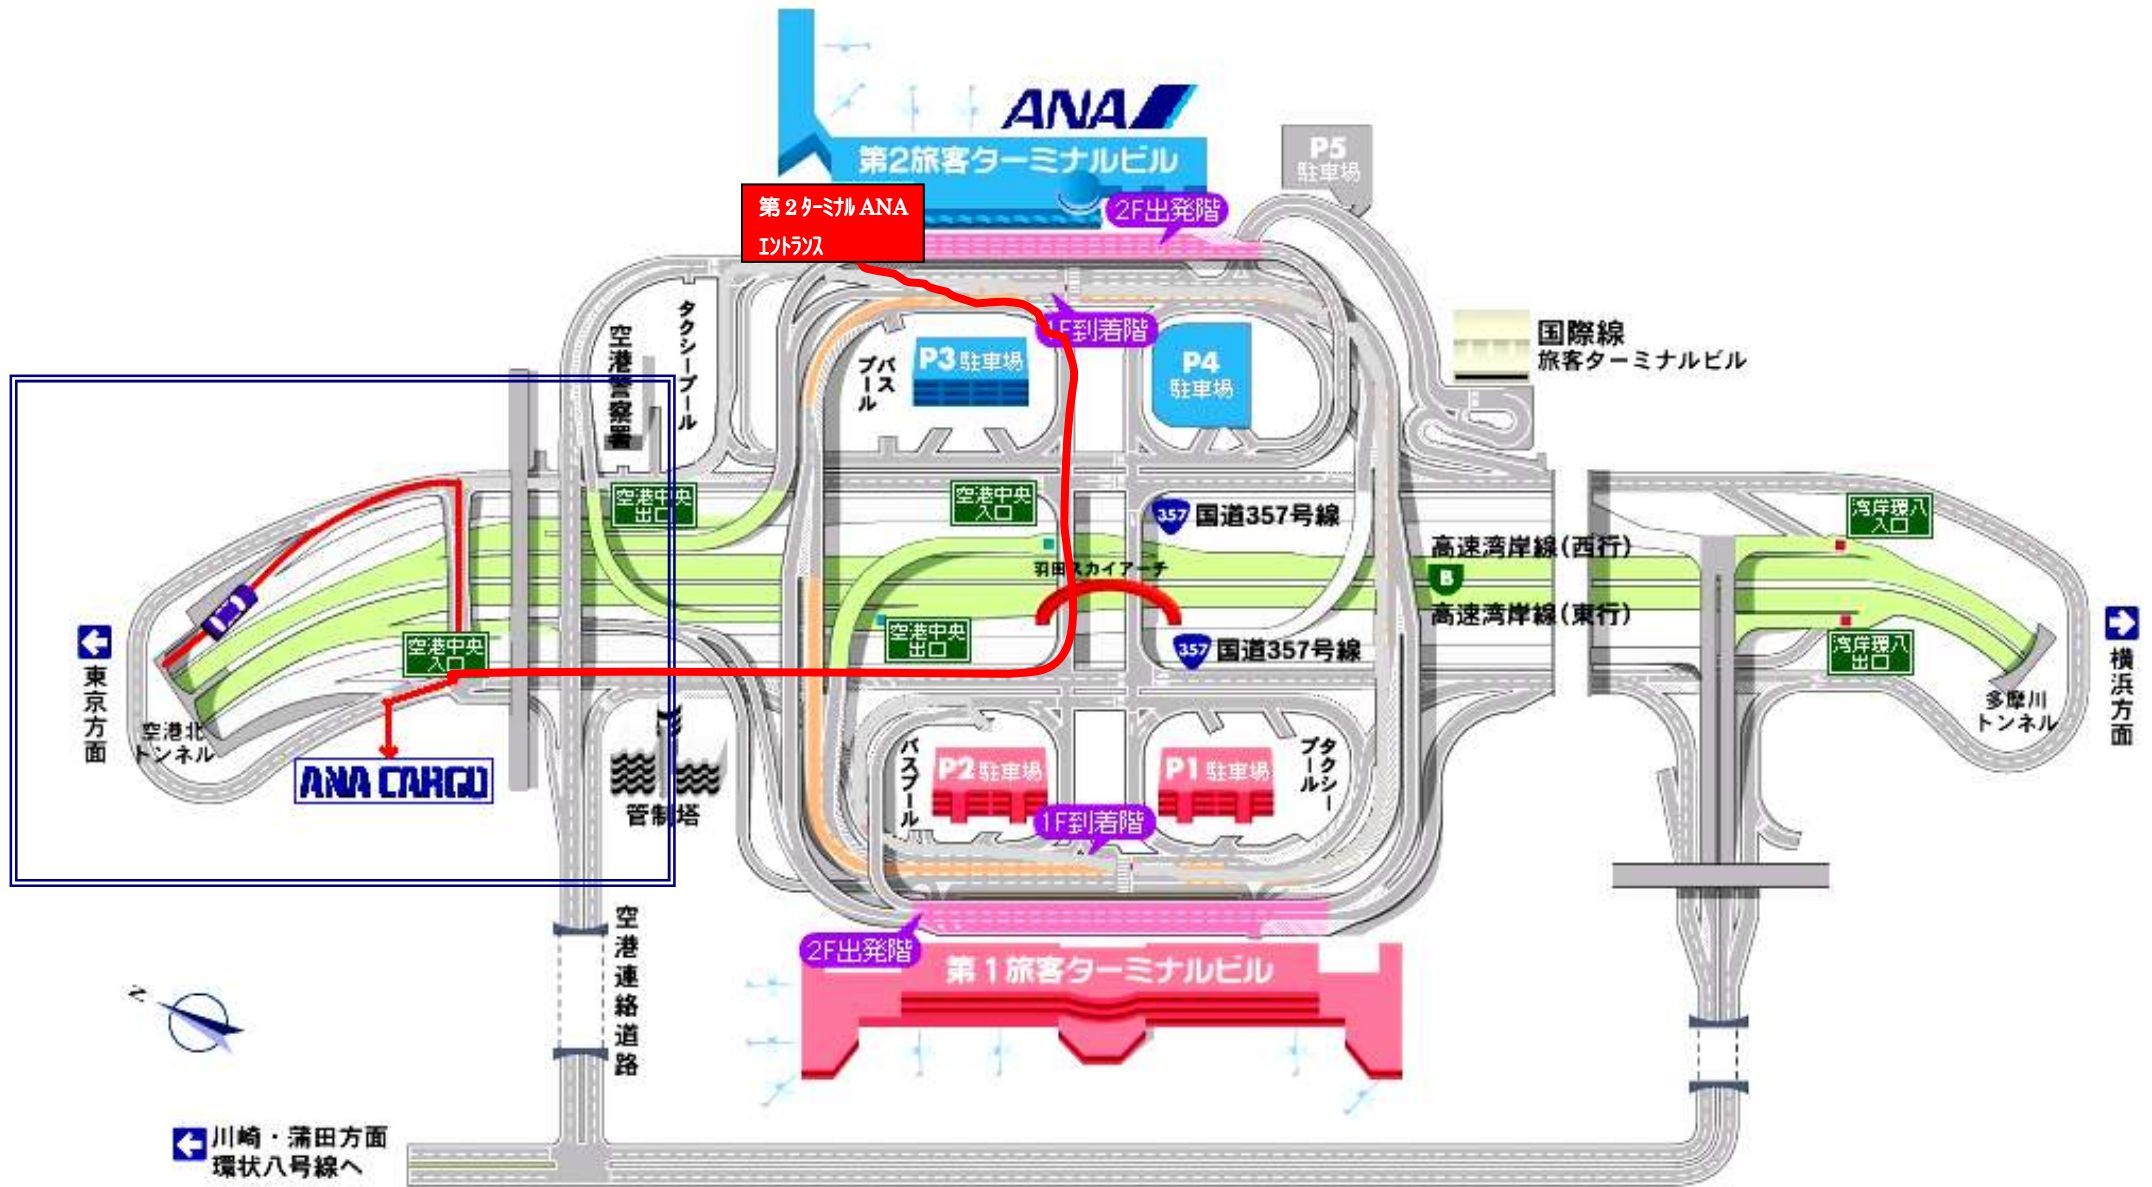 ANA
第2旅客ターミナルビル
P5
駐車場
第2ターミナル ANA
エントランス
2F出発階
1F到着階
タクシープール
空港警察署
バス
プール
P3 駐車場
P4
駐車場
国際線
旅客ターミナルビル
空港中央
出口
空港中央
入口
357 国道357号線
湾岸環八
入口
高速湾岸線(西行)
B
羽田スカイアーチ
高速湾岸線(東行)
空港中央
入口
空港中央
出口
357 国道357号線
湾岸環八
出口
東京方面
横浜方面
空港北
トンネル
多摩川
トンネル
ANA CARGO
管制塔
バスプール
P2 駐車場
P1 駐車場
タクシー
プール
1F到着階
2F出発階
第1旅客ターミナルビル
空港連絡道路
N
川崎・蒲田方面
環状八号線へ